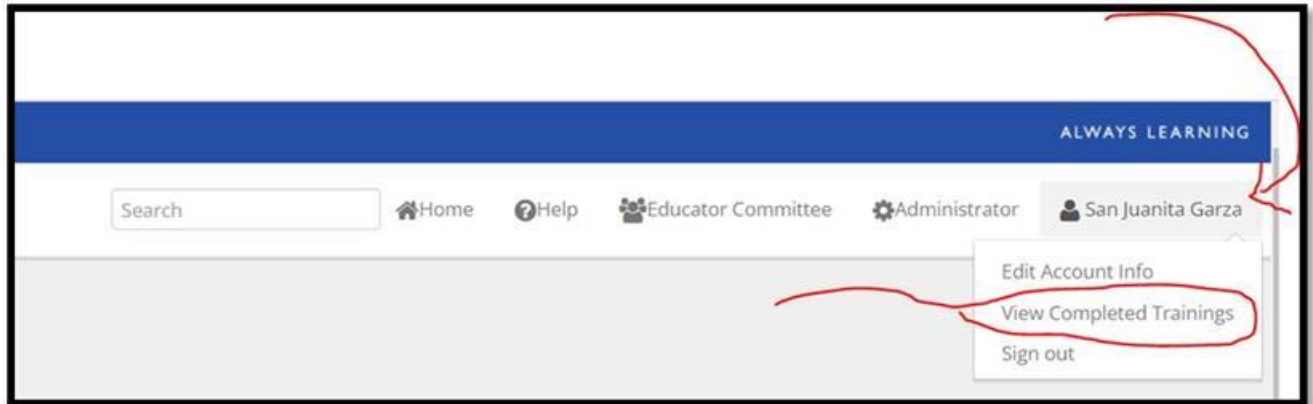 ALWAYS LEARNING
Search Home Help Educator Committee Administrator San Juanita Garza
Edit Account Info
View Completed Trainings
Sign out